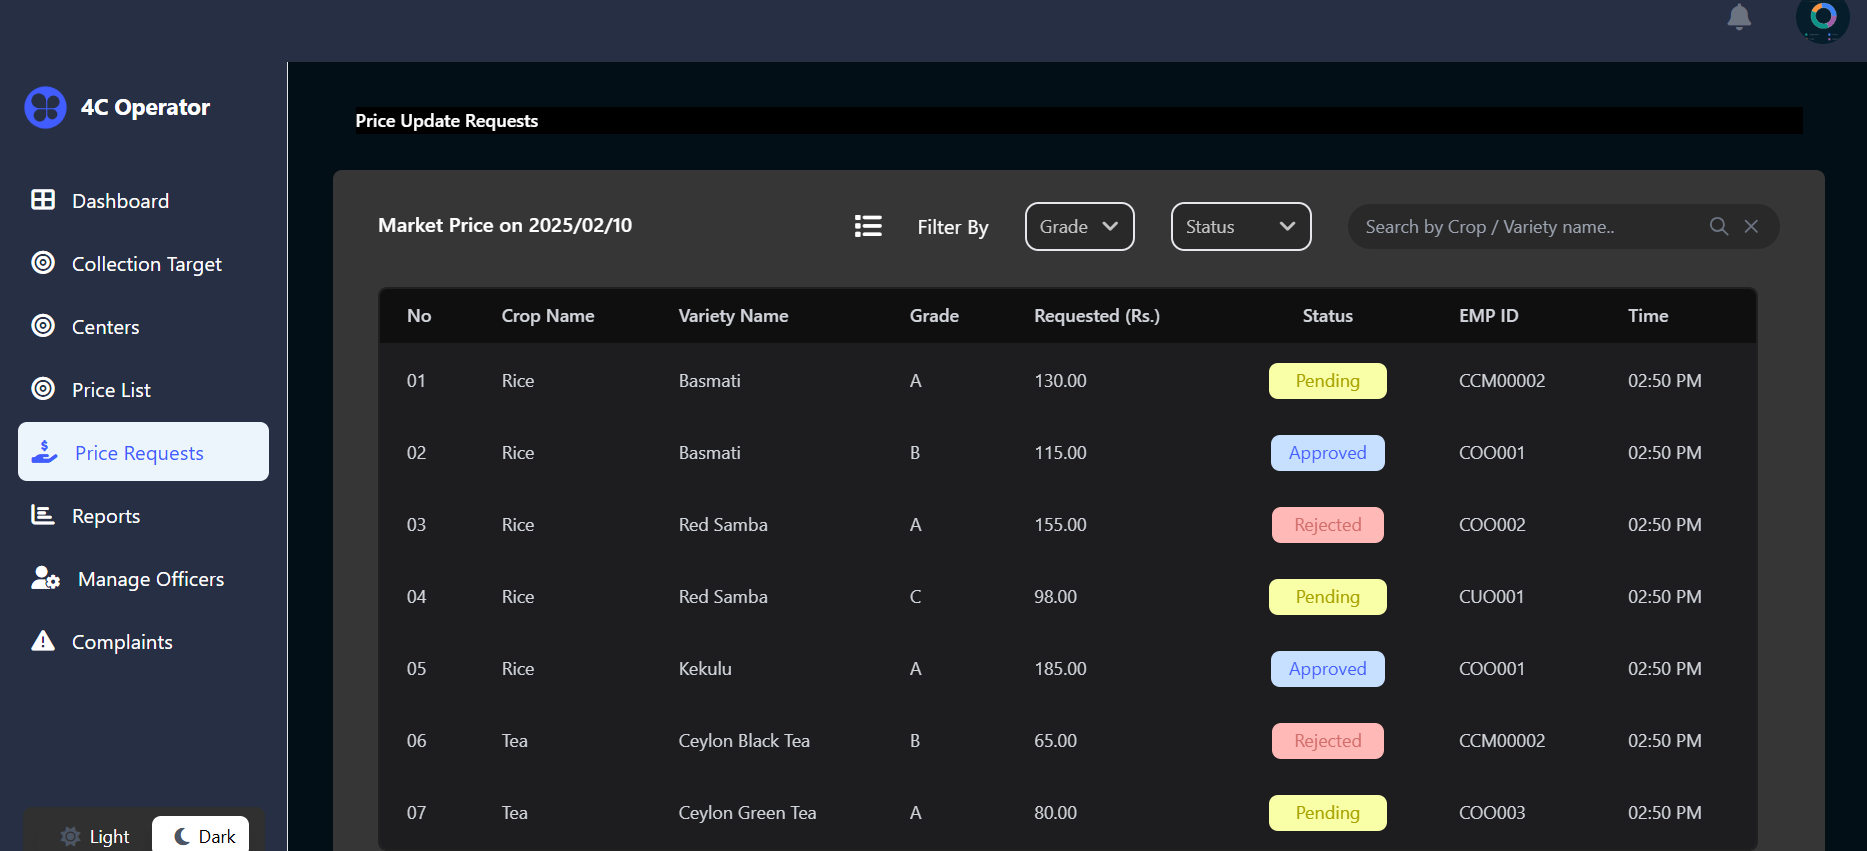 4C Operator
Dashboard
Collection Target
Centers
Price List
Price Requests
Reports
Manage Officers
Complaints
Light
Dark
Price Update Requests
Market Price on 2025/02/10
Filter By
Grade
Status
Search by Crop / Variety name..
No Crop Name Variety Name Grade Requested (Rs.) Status EMP ID Time
01 Rice Basmati A 130.00 Pending CCM00002 02:50 PM
02 Rice Basmati B 115.00 Approved COO001 02:50 PM
03 Rice Red Samba A 155.00 Rejected COO002 02:50 PM
04 Rice Red Samba C 98.00 Pending CUO001 02:50 PM
05 Rice Kekulu A 185.00 Approved COO001 02:50 PM
06 Tea Ceylon Black Tea B 65.00 Rejected CCM00002 02:50 PM
07 Tea Ceylon Green Tea A 80.00 Pending COO003 02:50 PM